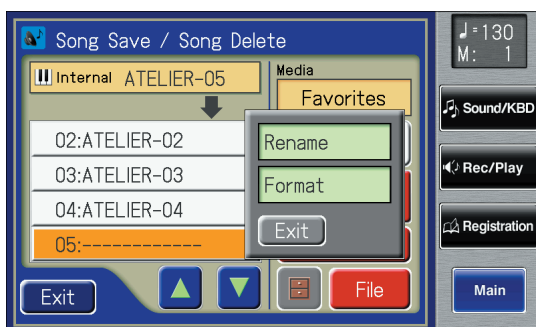 Song Save / Song Delete
Internal ATELIER-05
Media
Favorites
02:ATELIER-02
03:ATELIER-03
04:ATELIER-04
05:------------
Rename
Format
Exit
Exit
File
♩=130
M: 1
Sound/KBD
Rec/Play
Registration
Main